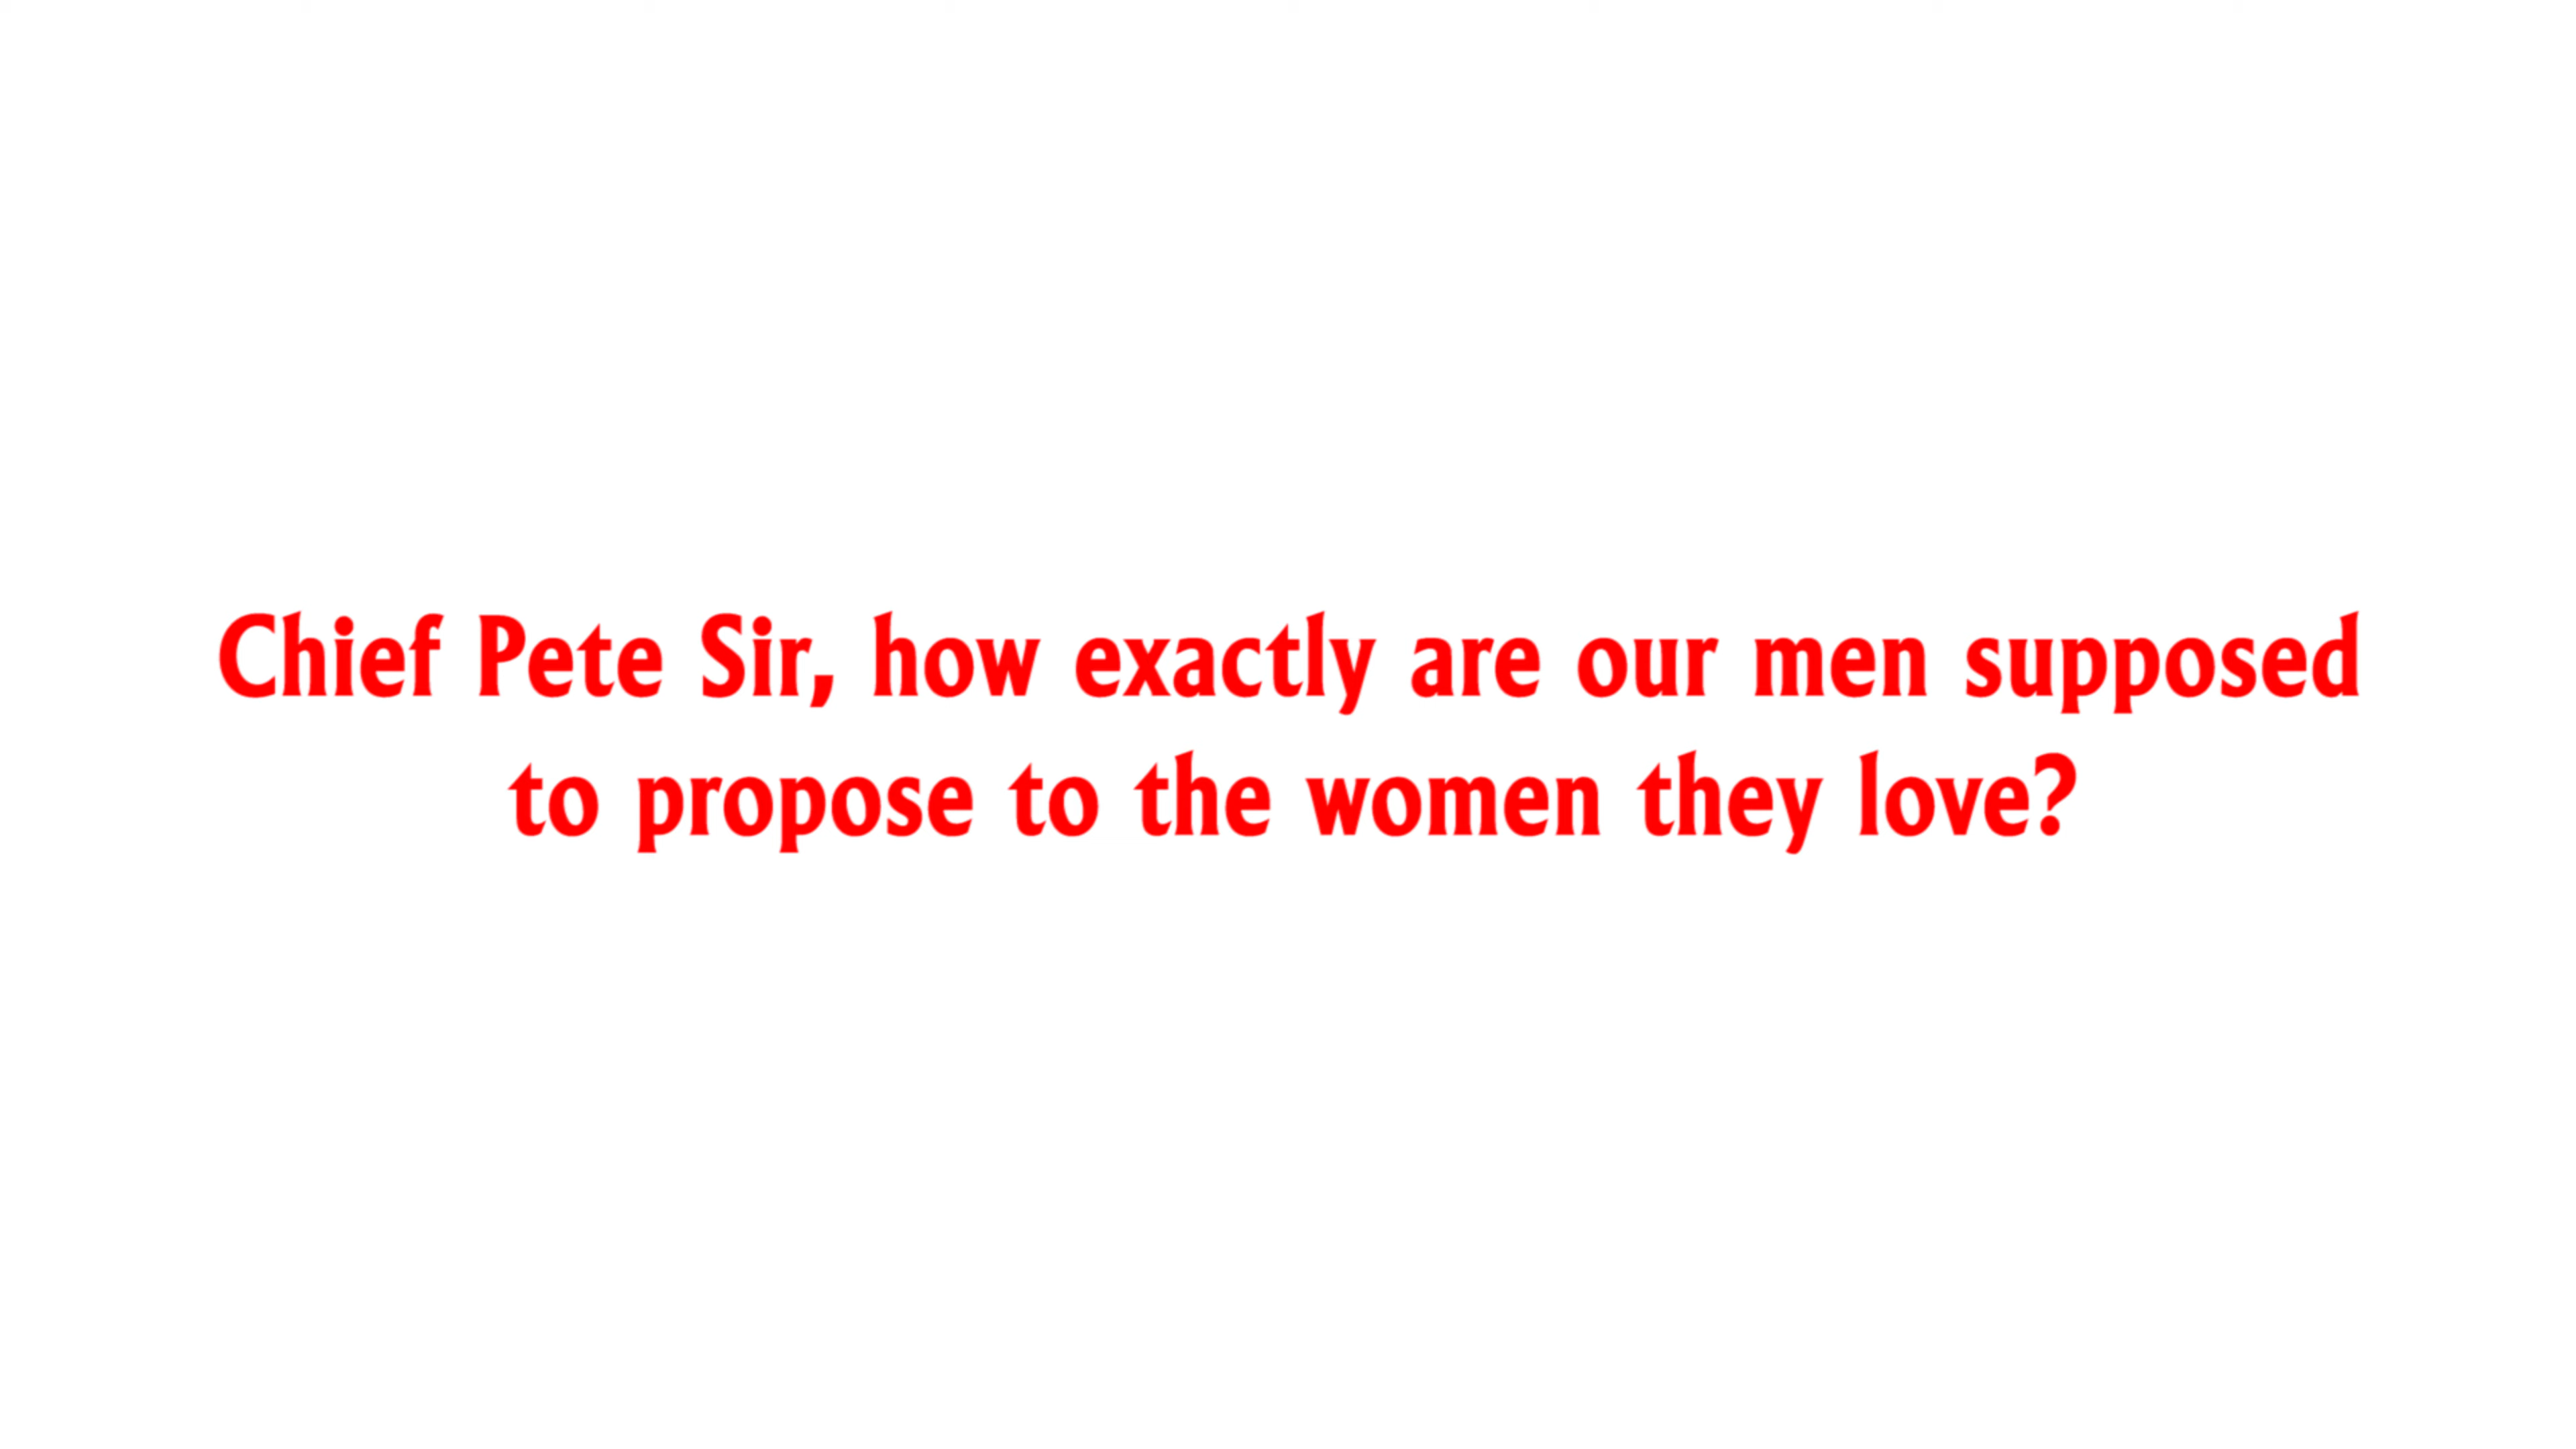 Chief Pete Sir, how exactly are our men supposed
to propose to the women they love?